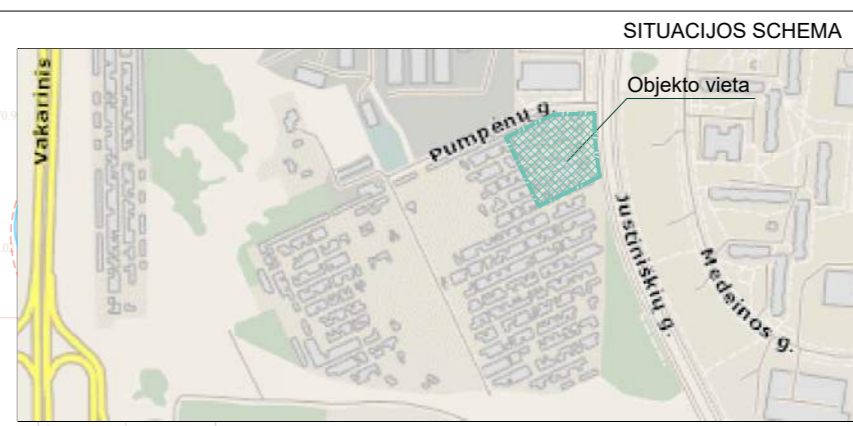 SITUACIJOS SCHEMA
Vakarinis
Objekto vieta
Pumpėnų g.
Justiniškių g.
Medeinos g.